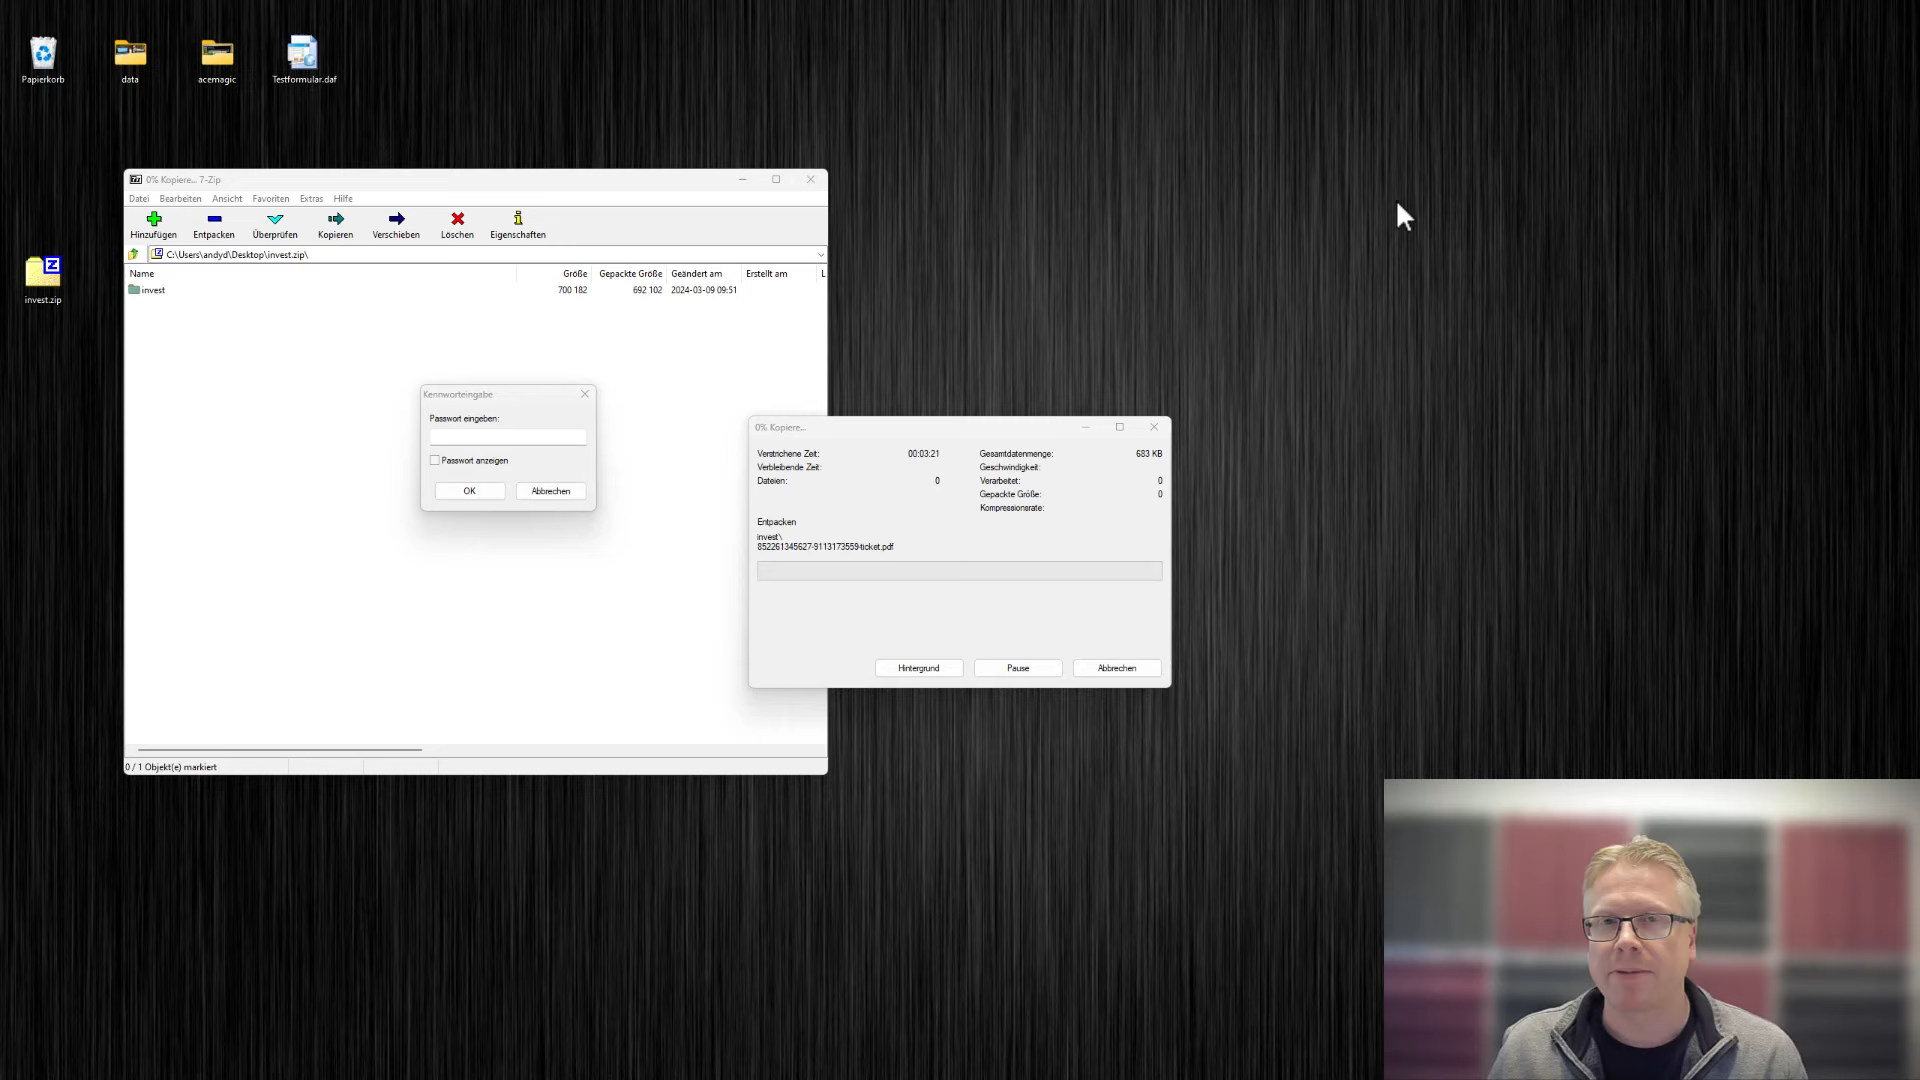 Papierkorb
data
acemagic
Testformular.daf
invest.zip
0% Kopiere... 7-Zip
Datei Bearbeiten Ansicht Favoriten Extras Hilfe
Hinzufügen Entpacken Überprüfen Kopieren Verschieben Löschen Eigenschaften
C:\Users\andyd\Desktop\invest.zip\
Name Größe Gepackte Größe Geändert am Erstellt am L
invest 700 182 692 102 2024-03-09 09:51
Kennworteingabe
Passwort eingeben:
Passwort anzeigen
OK Abbrechen
0 / 1 Objekt(e) markiert
0% Kopiere...
Verstrichene Zeit: 00:03:21 Gesamtdatenmenge: 683 KB
Verbleibende Zeit: Geschwindigkeit:
Dateien: 0 Verarbeitet: 0
Gepackte Größe: 0
Kompressionsrate:
Entpacken
invest\
852261345627-9113173559-ticket.pdf
Hintergrund Pause Abbrechen